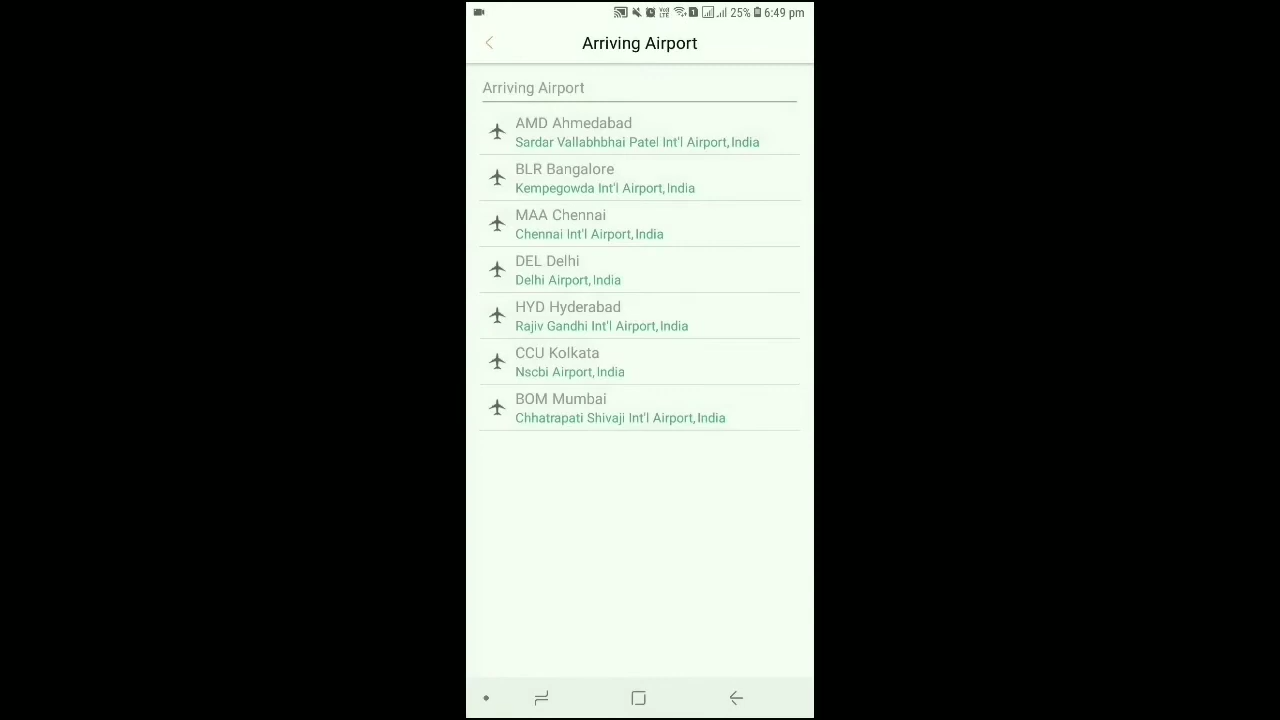 VoLTE 1 25% 6:49 pm
Arriving Airport
Arriving Airport
AMD Ahmedabad
Sardar Vallabhbhai Patel Int'l Airport, India
BLR Bangalore
Kempegowda Int'l Airport, India
MAA Chennai
Chennai Int'l Airport, India
DEL Delhi
Delhi Airport, India
HYD Hyderabad
Rajiv Gandhi Int'l Airport, India
CCU Kolkata
Nscbi Airport, India
BOM Mumbai
Chhatrapati Shivaji Int'l Airport, India